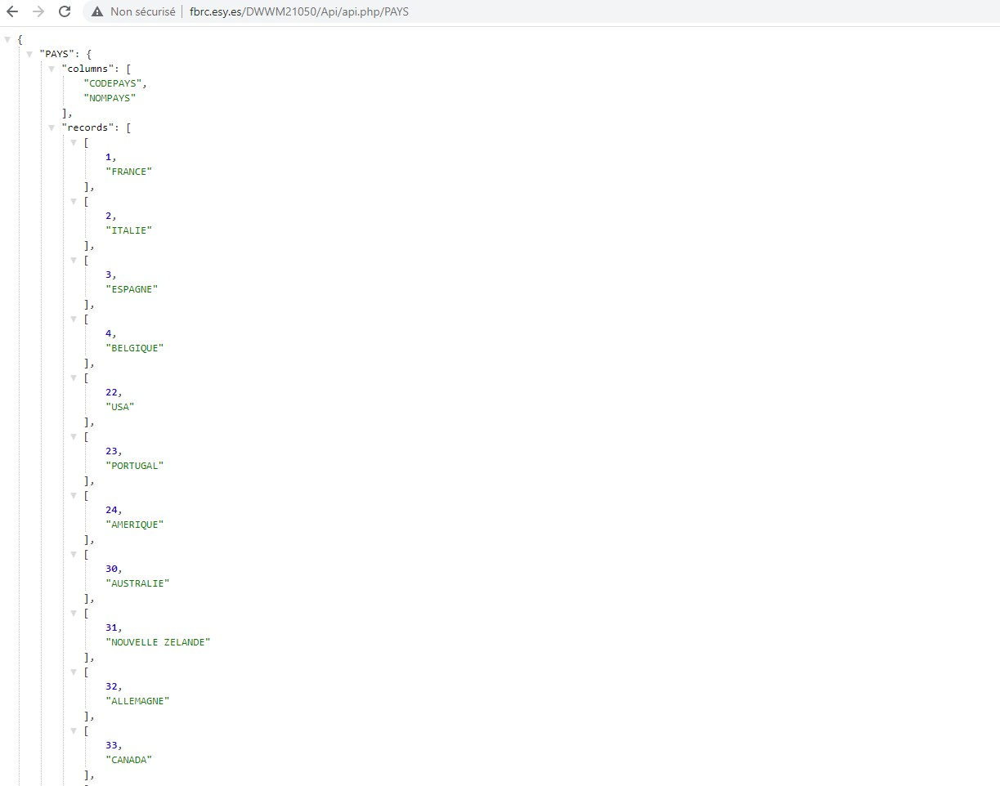 Non sécurisé | fbrc.esy.es/DWWM21050/Api/api.php/PAYS
{
"PAYS": {
"columns": [
"CODEPAYS",
"NOMPAYS"
],
"records": [
[
1,
"FRANCE"
],
[
2,
"ITALIE"
],
[
3,
"ESPAGNE"
],
[
4,
"BELGIQUE"
],
[
22,
"USA"
],
[
23,
"PORTUGAL"
],
[
24,
"AMERIQUE"
],
[
30,
"AUSTRALIE"
],
[
31,
"NOUVELLE ZELANDE"
],
[
32,
"ALLEMAGNE"
],
[
33,
"CANADA"
],